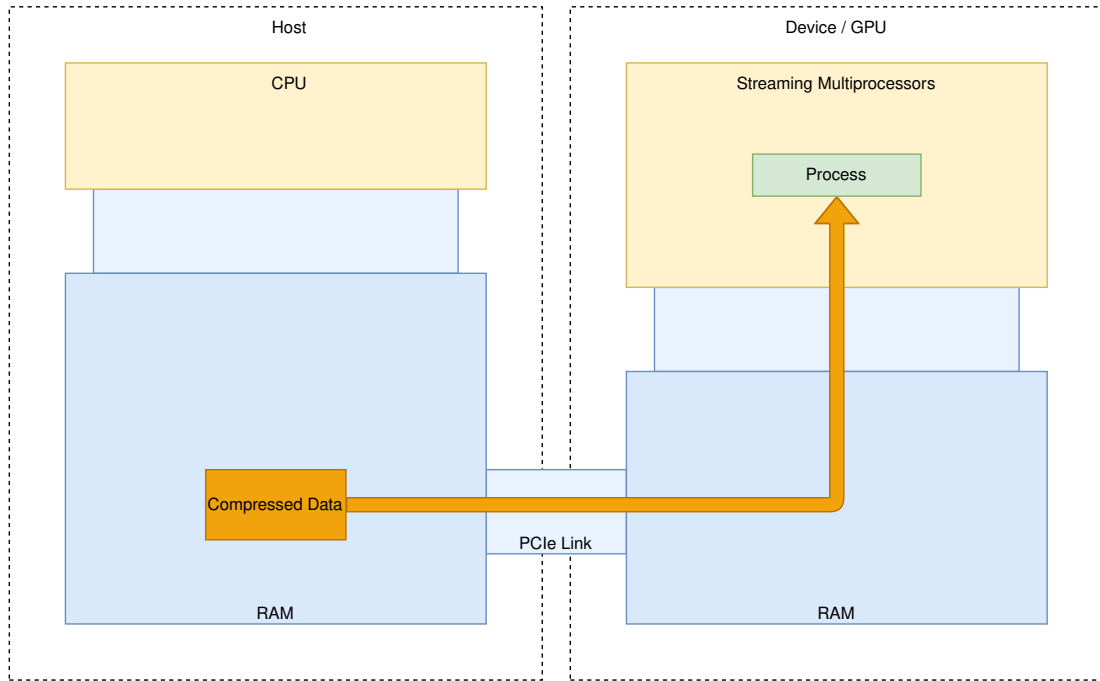 Host
Device / GPU
CPU
Streaming Multiprocessors
Process
Compressed Data
PCIe Link
RAM
RAM